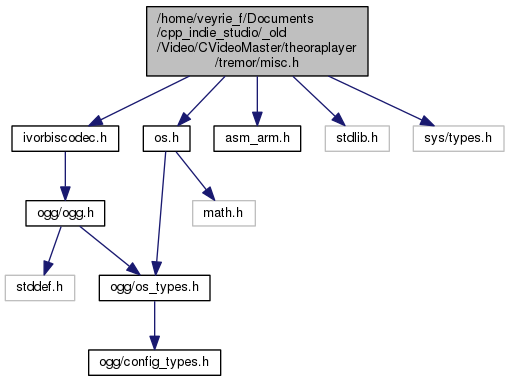 /home/veyrie_f/Documents
/cpp_indie_studio/_old
/Video/CVideoMaster/theoraplayer
/tremor/misc.h
ivorbiscodec.h
os.h
asm_arm.h
stdlib.h
sys/types.h
ogg/ogg.h
math.h
stddef.h
ogg/os_types.h
ogg/config_types.h